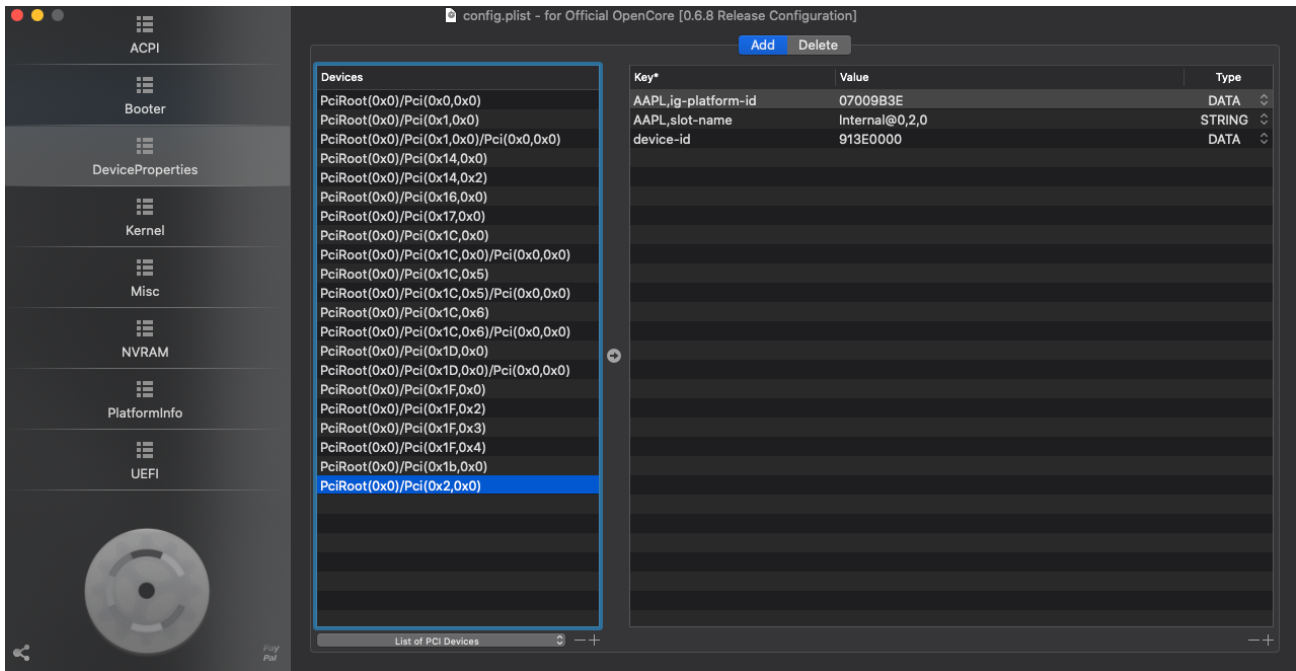 config.plist - for Official OpenCore [0.6.8 Release Configuration]
ACPI
Booter
DeviceProperties
Kernel
Misc
NVRAM
PlatformInfo
UEFI
Pay
Pal
Add Delete
Devices
PciRoot(0x0)/Pci(0x0,0x0)
PciRoot(0x0)/Pci(0x1,0x0)
PciRoot(0x0)/Pci(0x1,0x0)/Pci(0x0,0x0)
PciRoot(0x0)/Pci(0x14,0x0)
PciRoot(0x0)/Pci(0x14,0x2)
PciRoot(0x0)/Pci(0x16,0x0)
PciRoot(0x0)/Pci(0x17,0x0)
PciRoot(0x0)/Pci(0x1C,0x0)
PciRoot(0x0)/Pci(0x1C,0x0)/Pci(0x0,0x0)
PciRoot(0x0)/Pci(0x1C,0x5)
PciRoot(0x0)/Pci(0x1C,0x5)/Pci(0x0,0x0)
PciRoot(0x0)/Pci(0x1C,0x6)
PciRoot(0x0)/Pci(0x1C,0x6)/Pci(0x0,0x0)
PciRoot(0x0)/Pci(0x1D,0x0)
PciRoot(0x0)/Pci(0x1D,0x0)/Pci(0x0,0x0)
PciRoot(0x0)/Pci(0x1F,0x0)
PciRoot(0x0)/Pci(0x1F,0x2)
PciRoot(0x0)/Pci(0x1F,0x3)
PciRoot(0x0)/Pci(0x1F,0x4)
PciRoot(0x0)/Pci(0x1b,0x0)
PciRoot(0x0)/Pci(0x2,0x0)
List of PCI Devices
Key* Value Type
AAPL,ig-platform-id 07009B3E DATA
AAPL,slot-name Internal@0,2,0 STRING
device-id 913E0000 DATA